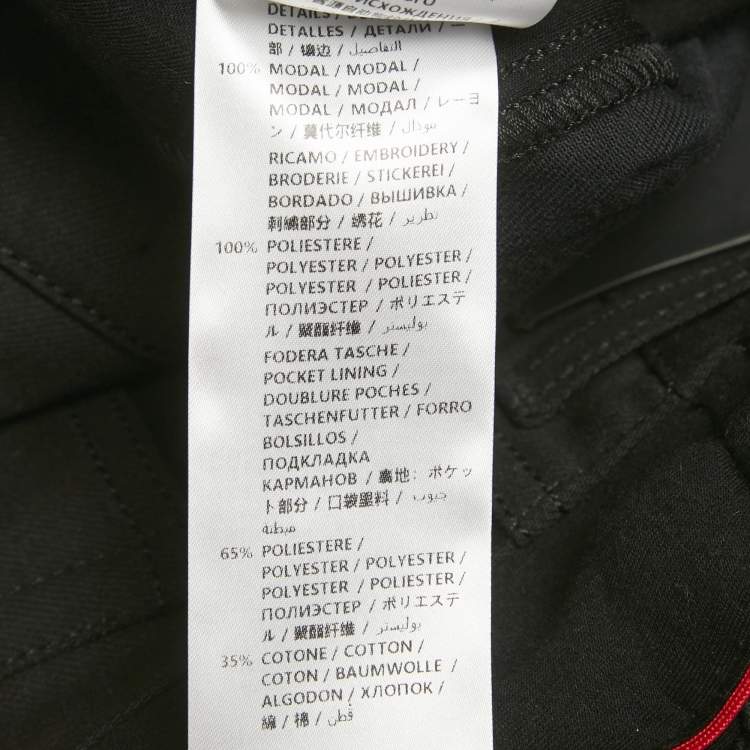 ПРОИСХОЖДЕНИЯ
DETAILS /
DETALLES / ДЕТАЛИ / ニ
部 / 镶边 / التفاصيل
100% MODAL / MODAL /
MODAL / MODAL /
MODAL / МОДАЛ / レーヨ
ン / 莫代尔纤维 / مودال
RICAMO / EMBROIDERY /
BRODERIE / STICKEREI /
BORDADO / ВЫШИВКА /
刺繍部分 / 绣花 / تطريز
100% POLIESTERE /
POLYESTER / POLYESTER /
POLYESTER / POLIESTER /
ПОЛИЭСТЕР / ポリエステ
ル / 聚酯纤维 / بوليستر
FODERA TASCHE /
POCKET LINING /
DOUBLURE POCHES /
TASCHENFUTTER / FORRO
BOLSILLOS /
ПОДКЛАДКА
КАРМАНОВ / 裏地: ポケッ
ト部分 / 口袋里料 / جيوب
مبطنة
65% POLIESTERE /
POLYESTER / POLYESTER /
POLYESTER / POLIESTER /
ПОЛИЭСТЕР / ポリエステ
ル / 聚酯纤维 / بوليستر
35% COTONE / COTTON /
COTON / BAUMWOLLE /
ALGODON / ХЛОПОК /
綿 / 棉 / قطن